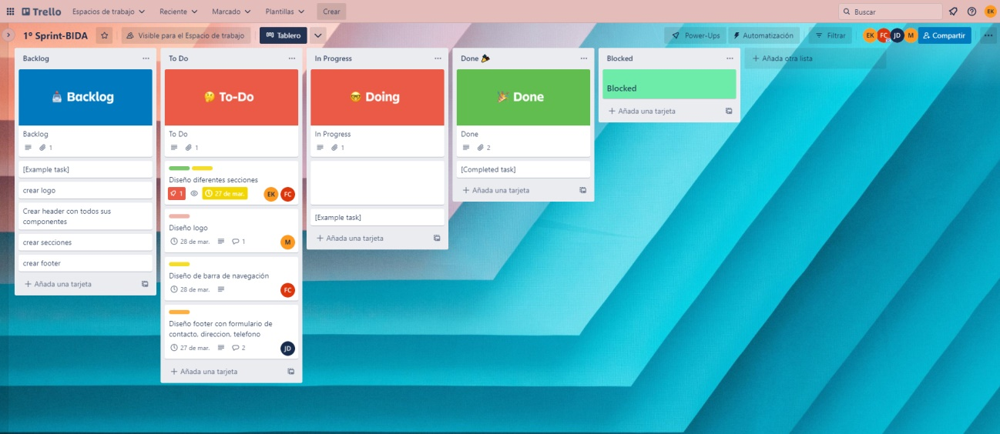 Trello
Espacios de trabajo
Reciente
Marcado
Plantillas
Crear
Buscar
EK
1º Sprint-BIDA
Visible para el Espacio de trabajo
Tablero
Power-Ups
Automatización
Filtrar
EK
FC
JD
M
Compartir
Backlog
Backlog
Backlog
1
[Example task]
crear logo
Crear header con todos sus
componentes
crear secciones
crear footer
Añada una tarjeta
To Do
To-Do
To Do
1
Diseño diferentes secciones
1
27 de mar.
EK
FC
Diseño logo
28 de mar.
1
M
Diseño de barra de navegación
28 de mar.
FC
Diseño footer con formulario de
contacto, direccion, telefono
27 de mar.
2
JD
Añada una tarjeta
In Progress
Doing
In Progress
1
[Example task]
Añada una tarjeta
Done
Done
Done
2
[Completed task]
Añada una tarjeta
Blocked
Blocked
Añada una tarjeta
Añada otra lista